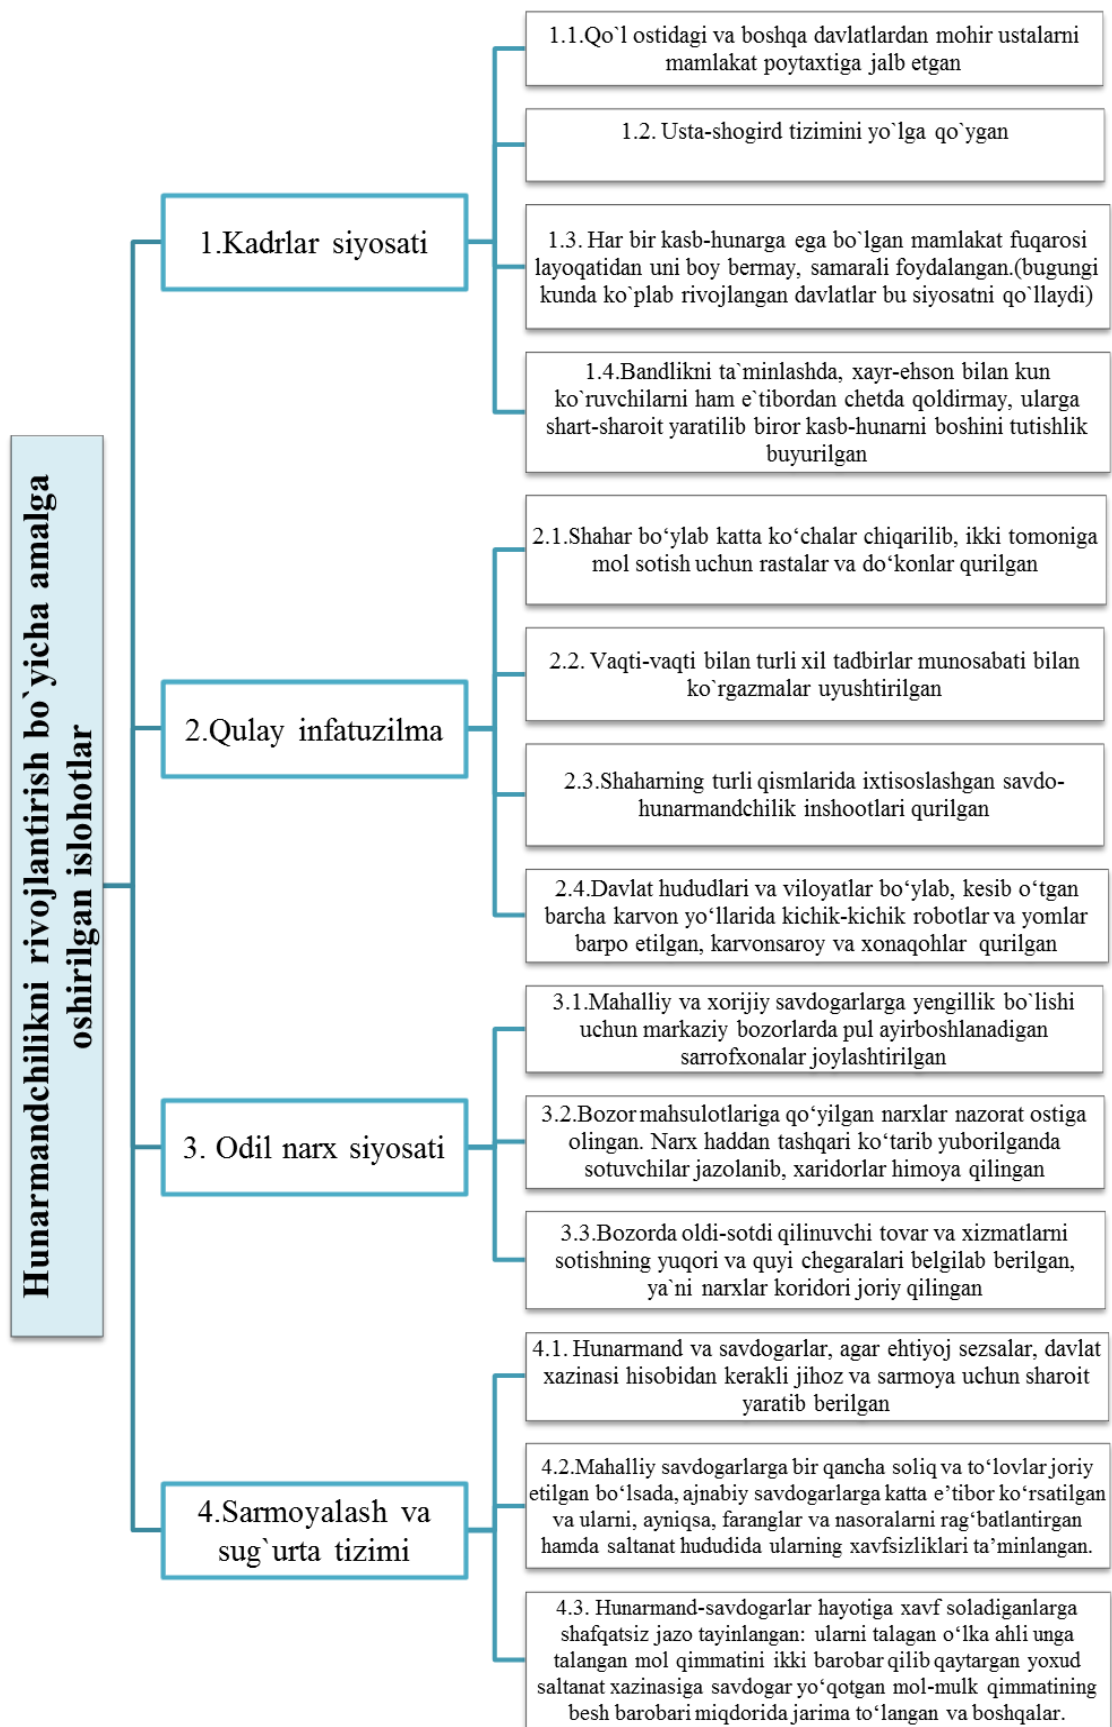 Hunarmandchilikni rivojlantirish bo`yicha amalga
oshirilgan islohotlar
1.Kadrlar siyosati
1.1.Qo`l ostidagi va boshqa davlatlardan mohir ustalarni
mamlakat poytaxtiga jalb etgan
1.2. Usta-shogird tizimini yo`lga qo`ygan
1.3. Har bir kasb-hunarga ega bo`lgan mamlakat fuqarosi
layoqatidan uni boy bermay, samarali foydalangan.(bugungi
kunda ko`plab rivojlangan davlatlar bu siyosatni qo`llaydi)
1.4.Bandlikni ta`minlashda, xayr-ehson bilan kun
ko`ruvchilarni ham e`tibordan chetda qoldirmay, ularga
shart-sharoit yaratilib biror kasb-hunarni boshini tutishlik
buyurilgan
2.Qulay infatuzilma
2.1.Shahar bo‘ylab katta ko‘chalar chiqarilib, ikki tomoniga
mol sotish uchun rastalar va do‘konlar qurilgan
2.2. Vaqti-vaqti bilan turli xil tadbirlar munosabati bilan
ko`rgazmalar uyushtirilgan
2.3.Shaharning turli qismlarida ixtisoslashgan savdo-
hunarmandchilik inshootlari qurilgan
2.4.Davlat hududlari va viloyatlar bo‘ylab, kesib o‘tgan
barcha karvon yo‘llarida kichik-kichik robotlar va yomlar
barpo etilgan, karvonsaroy va xonaqohlar qurilgan
3. Odil narx siyosati
3.1.Mahalliy va xorijiy savdogarlarga yengillik bo`lishi
uchun markaziy bozorlarda pul ayirboshlanadigan
sarrofxonalar joylashtirilgan
3.2.Bozor mahsulotlariga qo‘yilgan narxlar nazorat ostiga
olingan. Narx haddan tashqari ko‘tarib yuborilganda
sotuvchilar jazolanib, xaridorlar himoya qilingan
3.3.Bozorda oldi-sotdi qilinuvchi tovar va xizmatlarni
sotishning yuqori va quyi chegaralari belgilab berilgan,
ya`ni narxlar koridori joriy qilingan
4.Sarmoyalash va
sug`urta tizimi
4.1. Hunarmand va savdogarlar, agar ehtiyoj sezsalar, davlat
xazinasi hisobidan kerakli jihoz va sarmoya uchun sharoit
yaratib berilgan
4.2.Mahalliy savdogarlarga bir qancha soliq va to‘lovlar joriy
etilgan bo‘lsada, ajnabiy savdogarlarga katta e’tibor ko‘rsatilgan
va ularni, ayniqsa, faranglar va nasoralarni rag‘batlantirgan
hamda saltanat hududida ularning xavfsizliklari ta’minlangan.
4.3. Hunarmand-savdogarlar hayotiga xavf soladiganlarga
shafqatsiz jazo tayinlangan: ularni talagan o‘lka ahli unga
talangan mol qimmatini ikki barobar qilib qaytargan yoxud
saltanat xazinasiga savdogar yo‘qotgan mol-mulk qimmatining
besh barobari miqdorida jarima to‘langan va boshqalar.